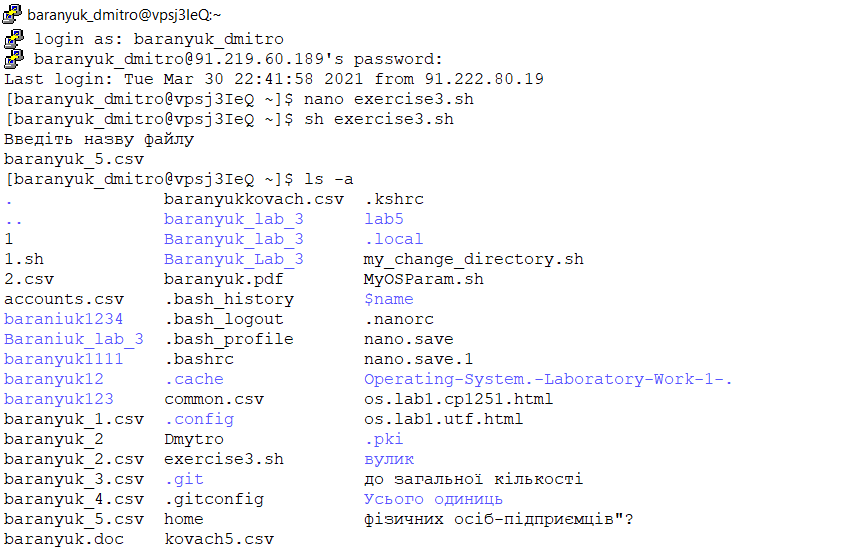 baranyuk_dmitro@vpsj3IeQ:~
login as: baranyuk_dmitro
baranyuk_dmitro@91.219.60.189's password:
Last login: Tue Mar 30 22:41:58 2021 from 91.222.80.19
[baranyuk_dmitro@vpsj3IeQ ~]$ nano exercise3.sh
[baranyuk_dmitro@vpsj3IeQ ~]$ sh exercise3.sh
Введіть назву файлу
baranyuk_5.csv
[baranyuk_dmitro@vpsj3IeQ ~]$ ls -a
. baranyukkovach.csv .kshrc
.. baranyuk_lab_3 lab5
1 Baranyuk_lab_3 .local
1.sh Baranyuk_Lab_3 my_change_directory.sh
2.csv baranyuk.pdf MyOSParam.sh
accounts.csv .bash_history $name
baraniuk1234 .bash_logout .nanorc
Baraniuk_lab_3 .bash_profile nano.save
baranyuk1111 .bashrc nano.save.1
baranyuk12 .cache Operating-System.-Laboratory-Work-1-.
baranyuk123 common.csv os.lab1.cp1251.html
baranyuk_1.csv .config os.lab1.utf.html
baranyuk_2 Dmytro .pki
baranyuk_2.csv exercise3.sh вулик
baranyuk_3.csv .git до загальної кількості
baranyuk_4.csv .gitconfig Усього одиниць
baranyuk_5.csv home фізичних осіб-підприємців"?
baranyuk.doc kovach5.csv